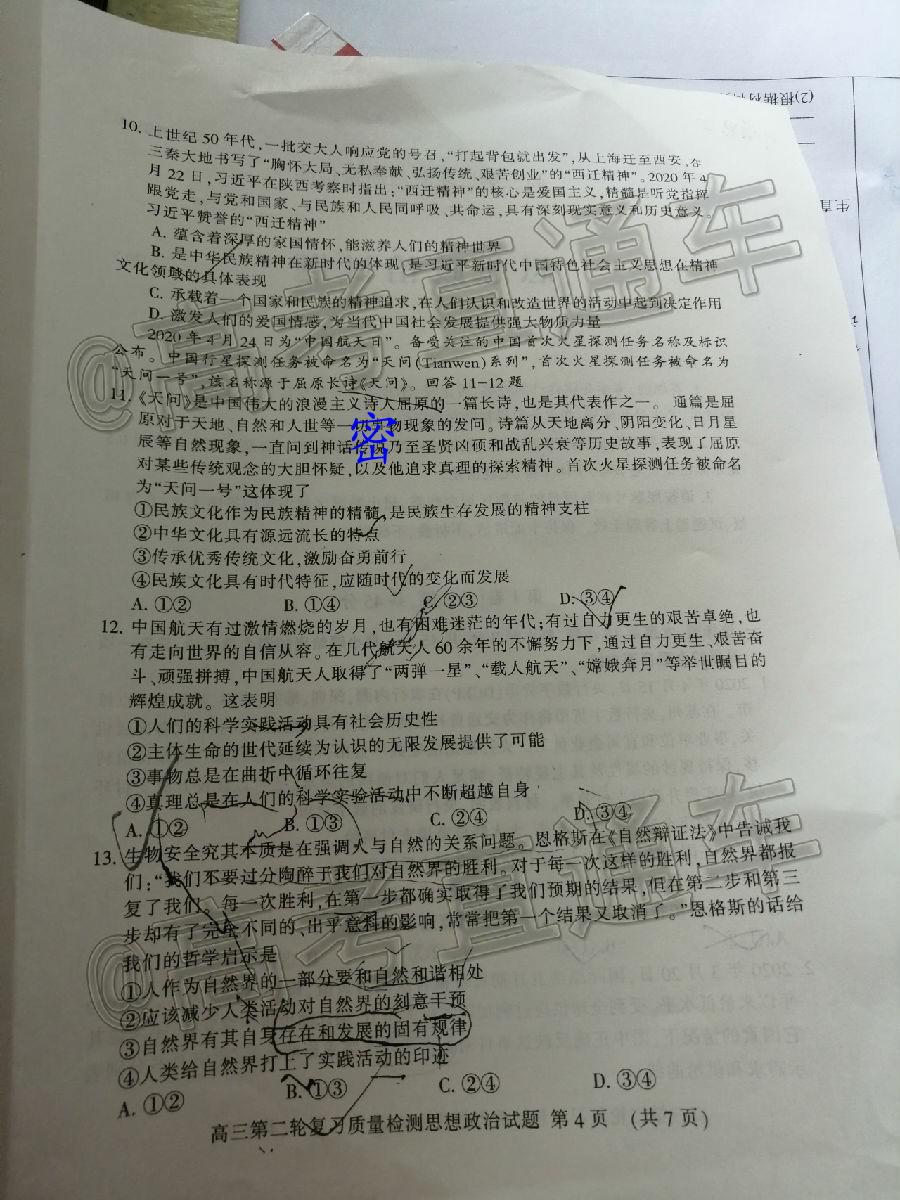 (2)根据材
生直
10. 上世纪50年代，一批交大人响应党的号召，“打起背包就出发”，从上海迁至西安，在
三秦大地书写了“胸怀大局、无私奉献、弘扬传统、艰苦创业”的“西迁精神”。2020年4
月22日，习近平在陕西考察时指出：“西迁精神”的核心是爱国主义，精髓是听党指挥
跟党走，与党和国家、与民族和人民同呼吸、共命运，具有深刻现实意义和历史意义。
习近平赞誉的“西迁精神”
A. 蕴含着深厚的家国情怀，能滋养人们的精神世界
B. 是中华民族精神在新时代的体现，是习近平新时代中国特色社会主义思想在精神
文化领域的具体表现
C. 承载着一个国家和民族的精神追求，在人们认识和改造世界的活动中起到决定作用
D. 激发人们的爱国情感，为当代中国社会发展提供强大物质力量
2020年4月24日为“中国航天日”。备受关注的中国首次火星探测任务名称及标识
公布。中国行星探测任务被命名为“天问(Tianwen)系列”，首次火星探测任务被命名为
“天问一号”，该名称源于屈原长诗《天问》。回答11-12题
11.《天问》是中国伟大的浪漫主义诗人屈原的一篇长诗，也是其代表作之一。 通篇是屈
原对于天地、自然和人世等一切事物现象的发问。诗篇从天地离分、阴阳变化、日月星
辰等自然现象，一直问到神话传说乃至圣贤凶硕和战乱兴衰等历史故事，表现了屈原
对某些传统观念的大胆怀疑，以及他追求真理的探索精神。首次火星探测任务被命名
为“天问一号”这体现了
①民族文化作为民族精神的精髓，是民族生存发展的精神支柱
②中华文化具有源远流长的特点
③传承优秀传统文化，激励奋勇前行
④民族文化具有时代特征，应随时代的变化而发展
A. ①② B. ①④ C. ②③ D. ③④
12. 中国航天有过激情燃烧的岁月，也有困难迷茫的年代；有过自力更生的艰苦卓绝，也
有走向世界的自信从容。在几代航天人60余年的不懈努力下，通过自力更生、艰苦奋
斗、顽强拼搏，中国航天人取得了“两弹一星”、“载人航天”、“嫦娥奔月”等举世瞩目的
辉煌成就。这表明
①人们的科学实践活动具有社会历史性
②主体生命的世代延续为认识的无限发展提供了可能
③事物总是在曲折中循环往复
④真理总是在人们的科学实验活动中不断超越自身
A. ①② B. ①③ C. ②④ D. ③④
13. 生物安全究其本质是在强调人与自然的关系问题。恩格斯在《自然辩证法》中告诫我
们：“我们不要过分陶醉于我们对自然界的胜利。对于每一次这样的胜利，自然界都报
复了我们。每一次胜利，在第一步都确实取得了我们预期的结果，但在第二步和第三
步却有了完全不同的、出乎意料的影响，常常把第一个结果又取消了。”恩格斯的话给
我们的哲学启示是
①人作为自然界的一部分要和自然和谐相处
②应该减少人类活动对自然界的刻意干预
③自然界有其自身存在和发展的固有规律
④人类给自然界打上了实践活动的印迹
A. ①② B. ①③ C. ②④ D. ③④
高三第二轮复习质量检测思想政治试题 第4页 (共7页)
密
@高考直通车
@高考直通车